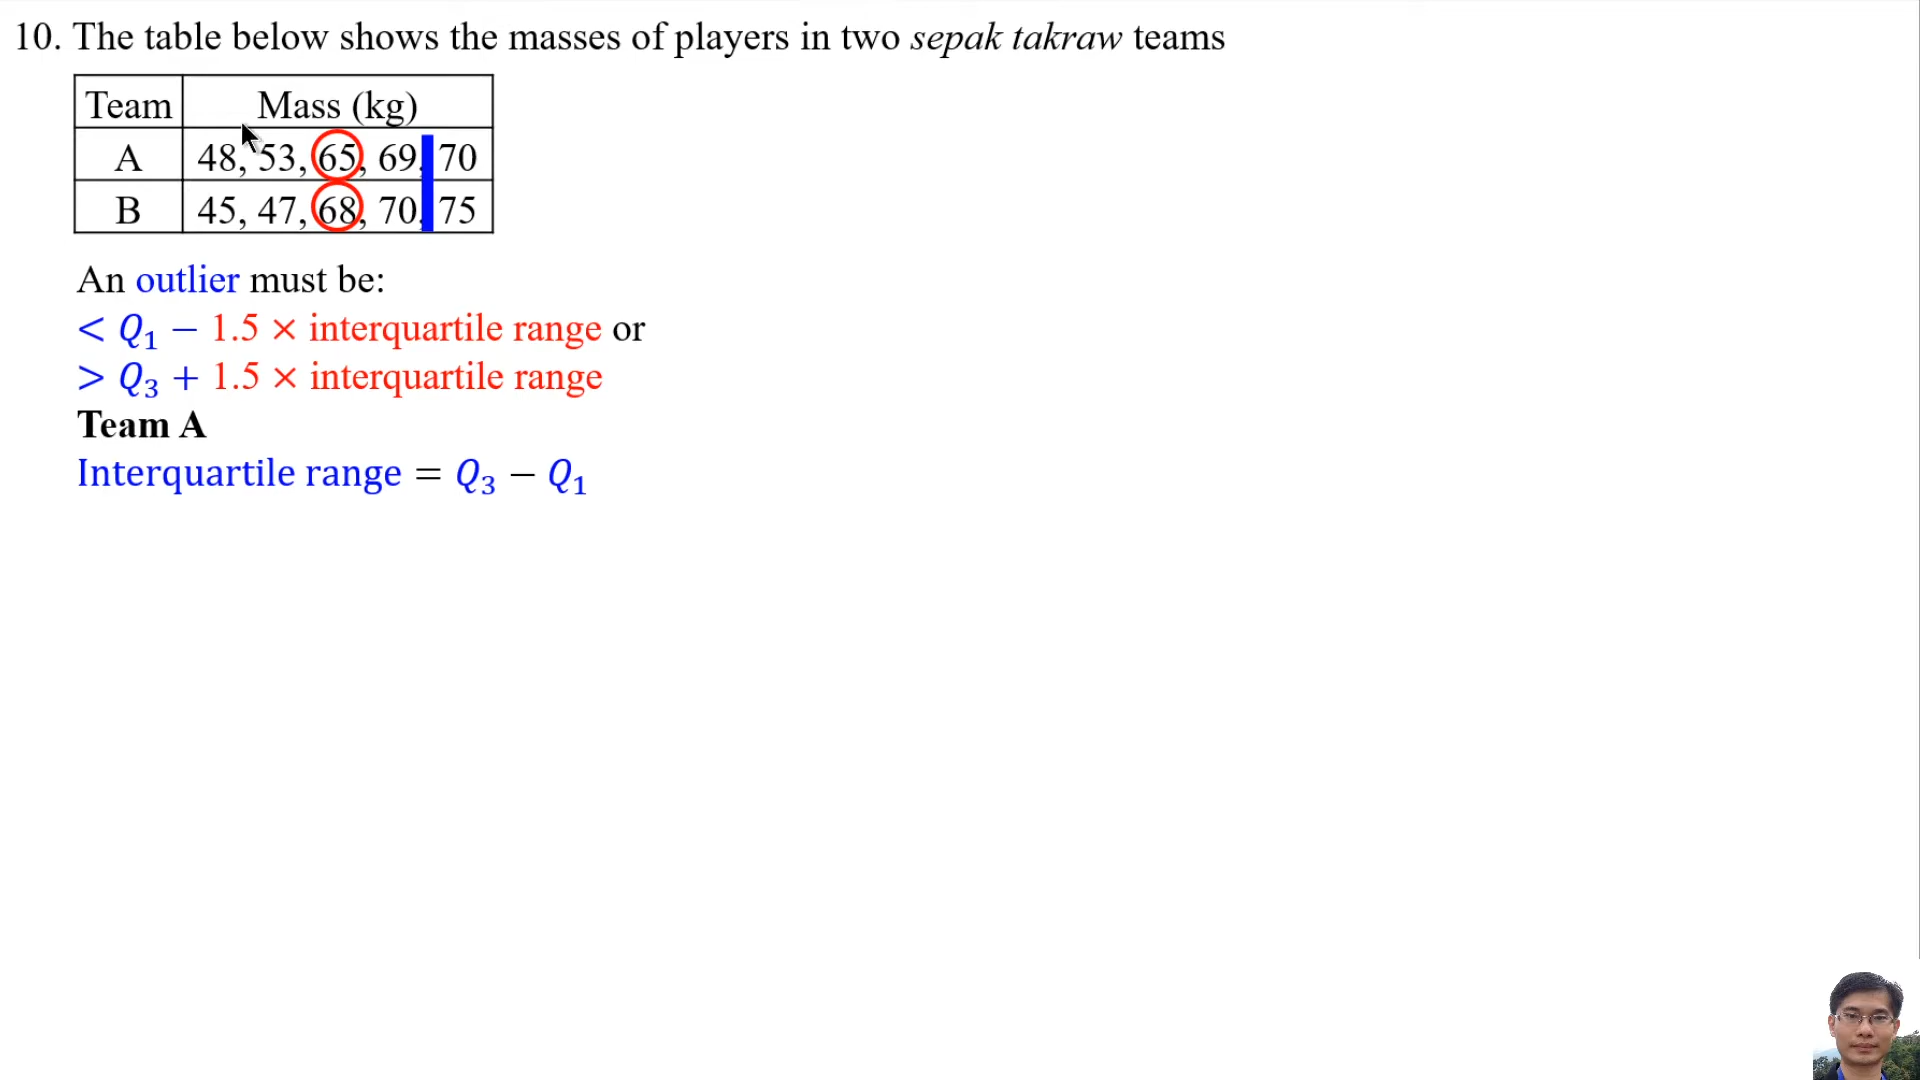 10. The table below shows the masses of players in two sepak takraw teams
Team Mass (kg)
A 48, 53, 65, 69, 70
B 45, 47, 68, 70, 75
An outlier must be:
< Q₁ − 1.5 × interquartile range or
> Q₃ + 1.5 × interquartile range
Team A
Interquartile range = Q₃ − Q₁